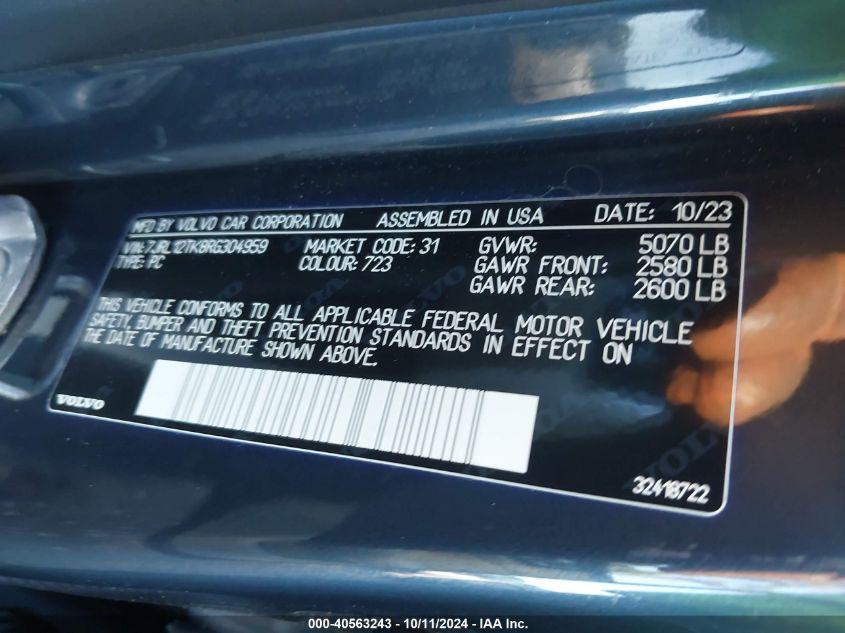 MFD BY VOLVO CAR CORPORATION ASSEMBLED IN USA DATE: 10/23
VIN: 7JRL12TK8RG304959 MARKET CODE: 31 GVWR: 5070 LB
TYPE: PC COLOUR: 723 GAWR FRONT: 2580 LB
GAWR REAR: 2600 LB
THIS VEHICLE CONFORMS TO ALL APPLICABLE FEDERAL MOTOR VEHICLE
SAFETY, BUMPER AND THEFT PREVENTION STANDARDS IN EFFECT ON
THE DATE OF MANUFACTURE SHOWN ABOVE.
VOLVO
32418722
000-40563243 - 10/11/2024 - IAA Inc.